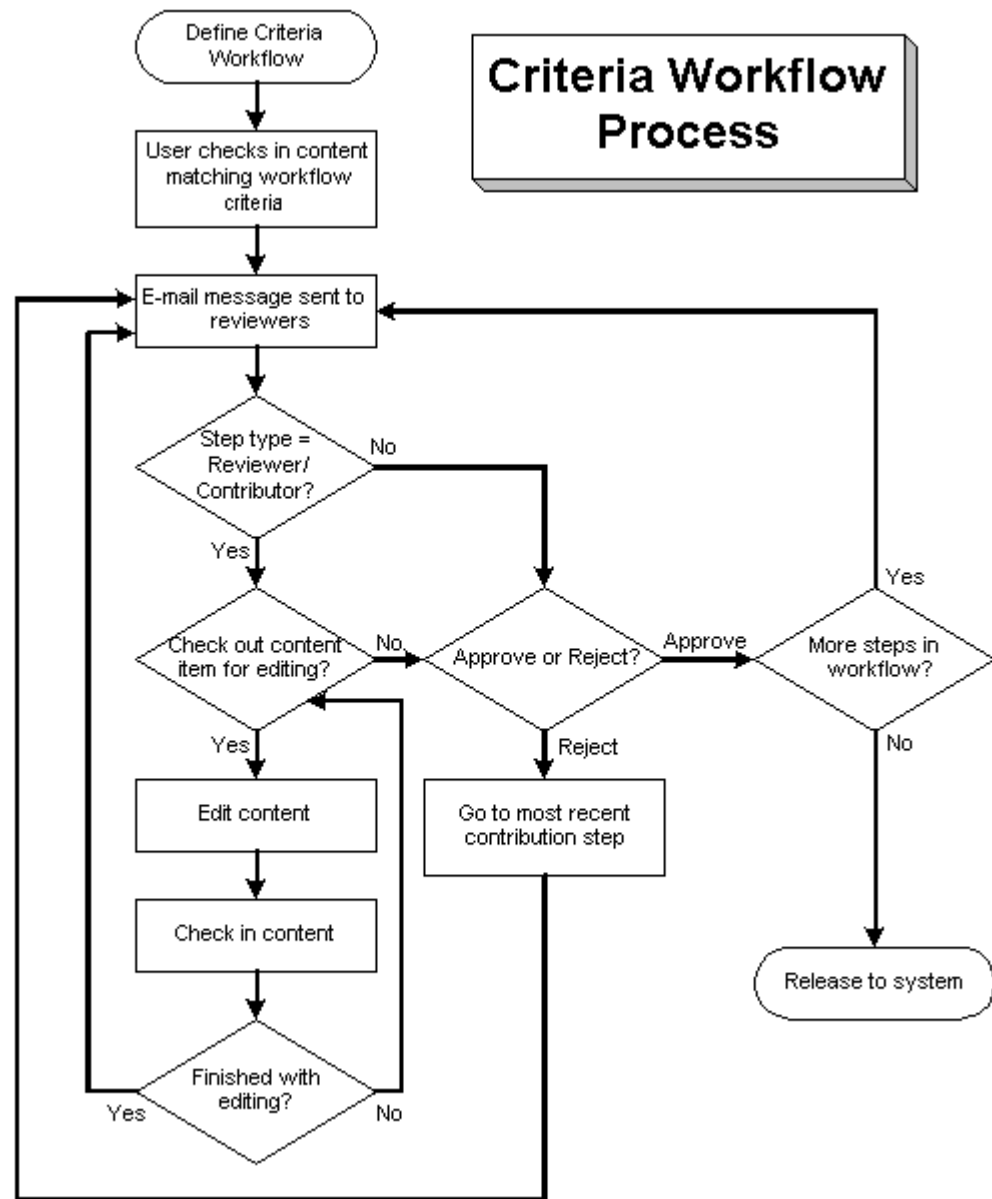 Define Criteria
Workflow
Criteria Workflow
Process
User checks in content
matching workflow
criteria
E-mail message sent to
reviewers
Step type =
Reviewer/
Contributor?
No
Yes
Check out content
item for editing?
No
Approve or Reject?
Approve
More steps in
workflow?
Yes
No
Yes
Reject
Edit content
Go to most recent
contribution step
Check in content
Release to system
Finished with
editing?
Yes
No